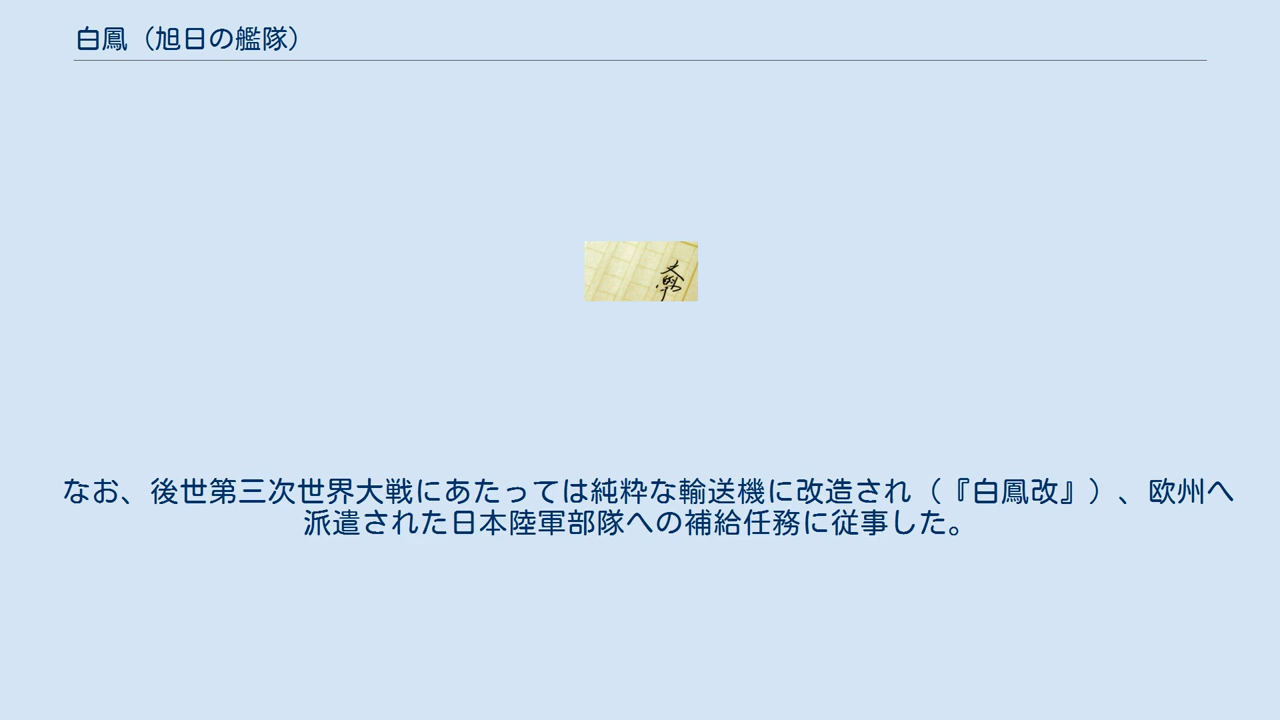 白鳳（旭日の艦隊）
なお、後世第三次世界大戦にあたっては純粋な輸送機に改造され（『白鳳改』）、欧州へ
派遣された日本陸軍部隊への補給任務に従事した。